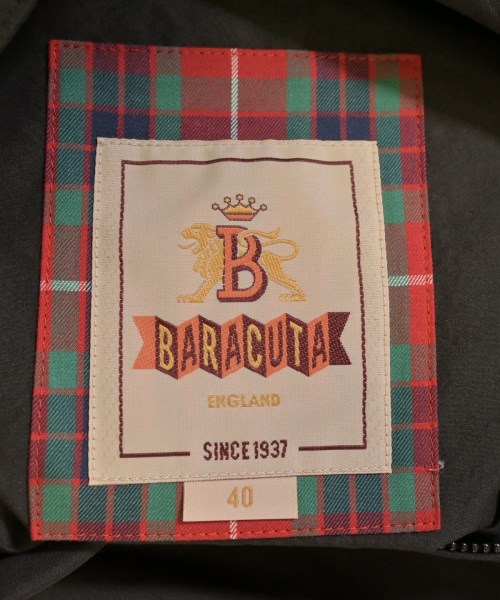 B
BARACUTA
ENGLAND
SINCE 1937
40